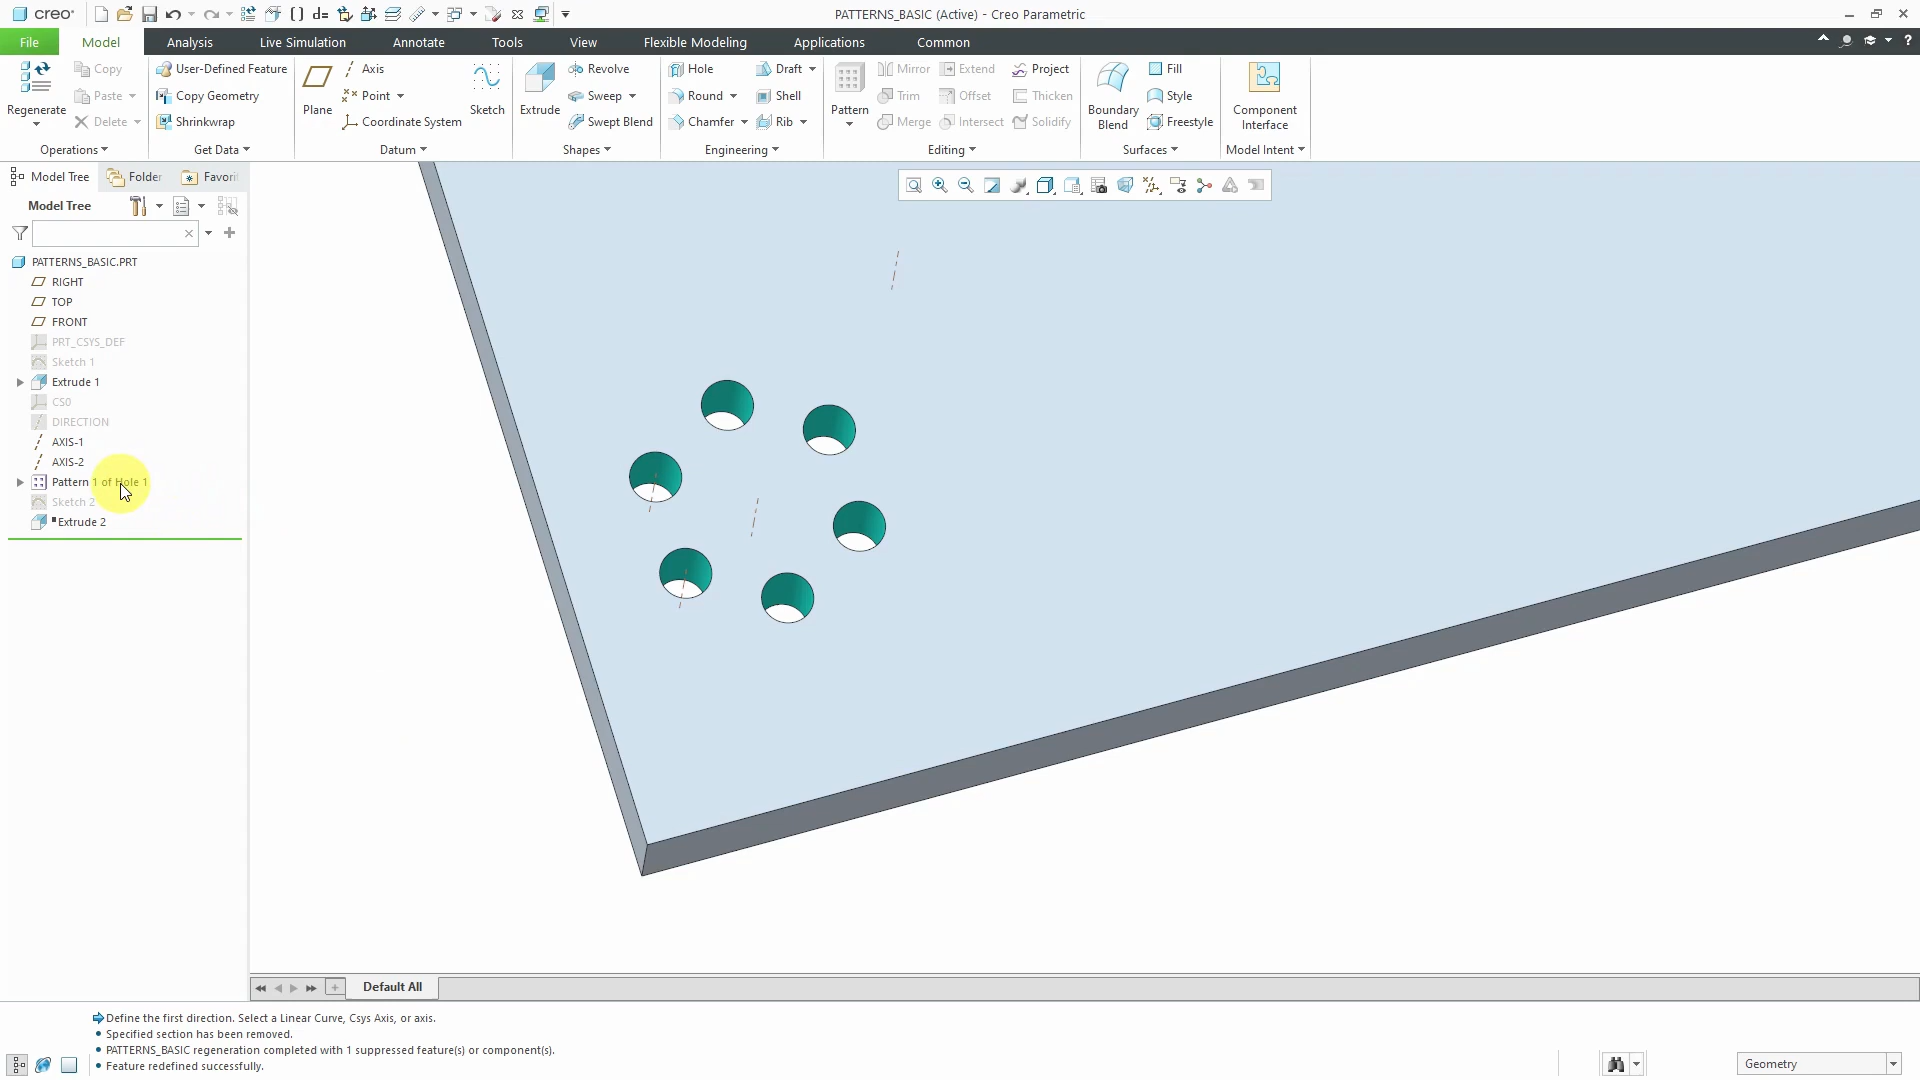 creo° PATTERNS_BASIC (Active) - Creo Parametric
File Model Analysis Live Simulation Annotate Tools View Flexible Modeling Applications Common
Regenerate Copy Paste Delete
Operations
User-Defined Feature
Copy Geometry
Shrinkwrap
Get Data
Plane Axis Point Coordinate System Sketch
Datum
Extrude Revolve Sweep Swept Blend
Shapes
Hole Draft
Round Shell
Chamfer Rib
Engineering
Pattern Mirror Extend Project
Trim Offset Thicken
Merge Intersect Solidify
Editing
Boundary Blend Fill Style Freestyle
Surfaces
Component Interface
Model Intent
Model Tree Folder Favori
Model Tree
PATTERNS_BASIC.PRT
RIGHT
TOP
FRONT
PRT_CSYS_DEF
Sketch 1
Extrude 1
CS0
DIRECTION
AXIS-1
AXIS-2
Pattern 1 of Hole 1
Sketch 2
Extrude 2
Default All
Define the first direction. Select a Linear Curve, Csys Axis, or axis.
• Specified section has been removed.
• PATTERNS_BASIC regeneration completed with 1 suppressed feature(s) or component(s).
• Feature redefined successfully.
Geometry